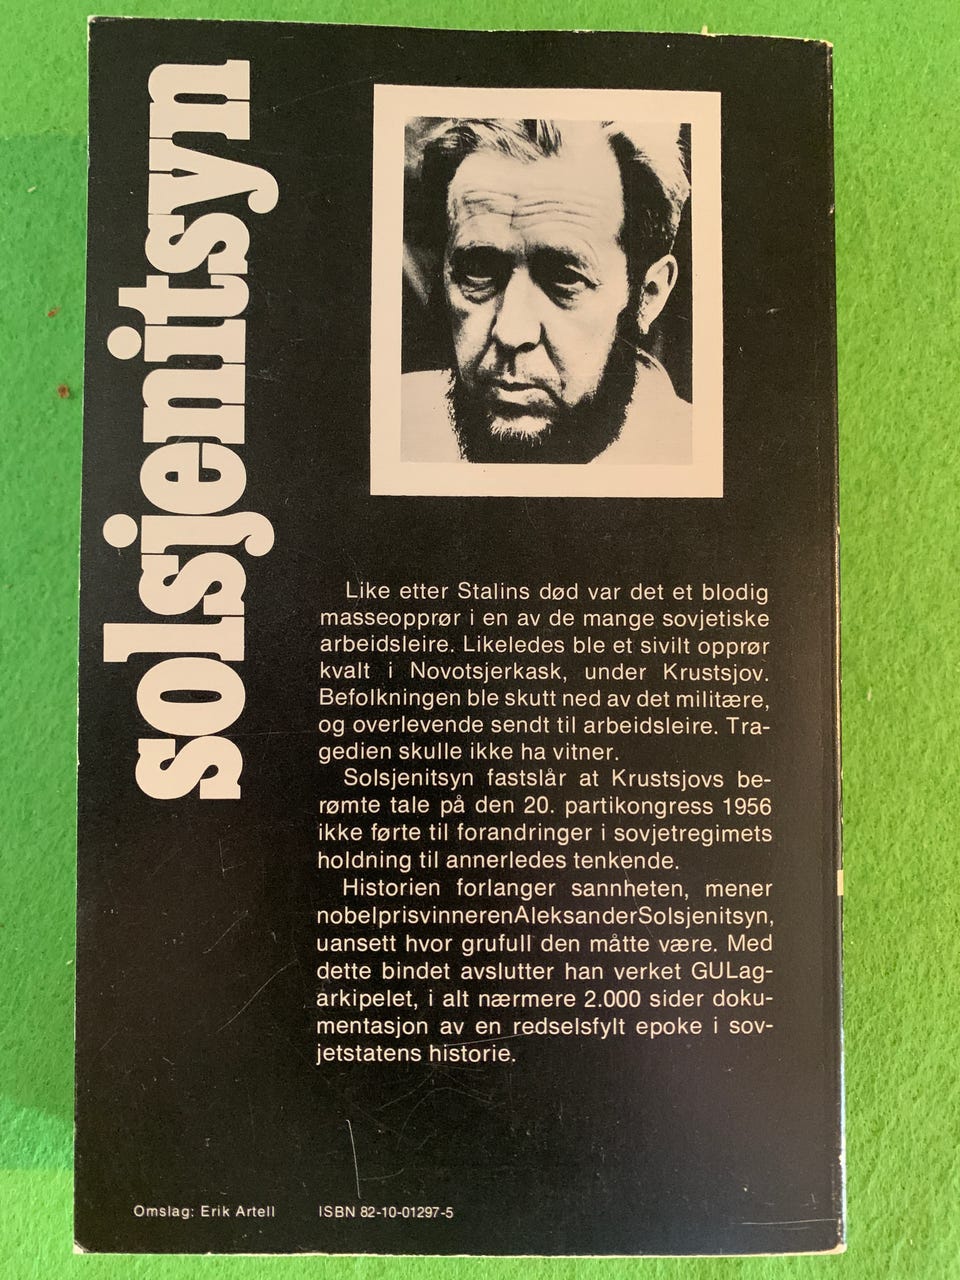 solsjenitsyn
Like etter Stalins død var det et blodig
masseopprør i en av de mange sovjetiske
arbeidsleire. Likeledes ble et sivilt opprør
kvalt i Novotsjerkask, under Krustsjov.
Befolkningen ble skutt ned av det militære,
og overlevende sendt til arbeidsleire. Tra-
gedien skulle ikke ha vitner.
Solsjenitsyn fastslår at Krustsjovs be-
rømte tale på den 20. partikongress 1956
ikke førte til forandringer i sovjetregimets
holdning til annerledes tenkende.
Historien forlanger sannheten, mener
nobelprisvinnerenAleksanderSolsjenitsyn,
uansett hvor grufull den måtte være. Med
dette bindet avslutter han verket GULag-
arkipelet, i alt nærmere 2.000 sider doku-
mentasjon av en redselsfylt epoke i sov-
jetstatens historie.
Omslag: Erik Artell ISBN 82-10-01297-5